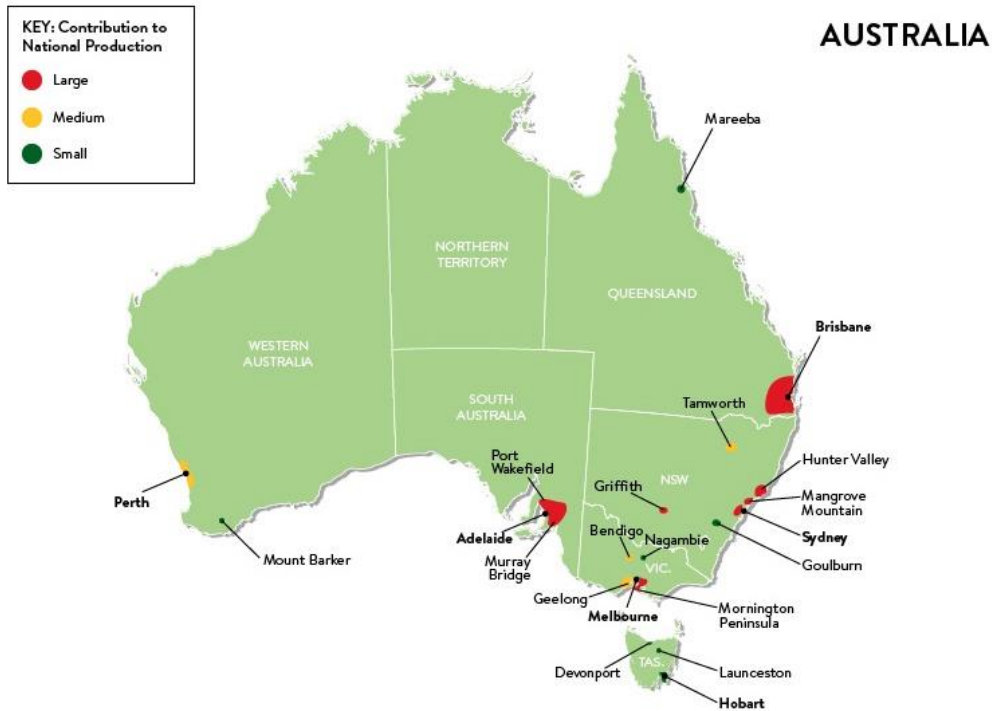 KEY: Contribution to
National Production
Large
Medium
Small
AUSTRALIA
Mareeba
NORTHERN
TERRITORY
QUEENSLAND
WESTERN
AUSTRALIA
Brisbane
SOUTH
AUSTRALIA
Tamworth
Port
Wakefield
NSW
Hunter Valley
Griffith
Mangrove
Mountain
Perth
Adelaide
Bendigo
Nagambie
Sydney
Mount Barker
Murray
Bridge
VIC.
Goulburn
Geelong
Melbourne
Mornington
Peninsula
Devonport
TAS.
Launceston
Hobart